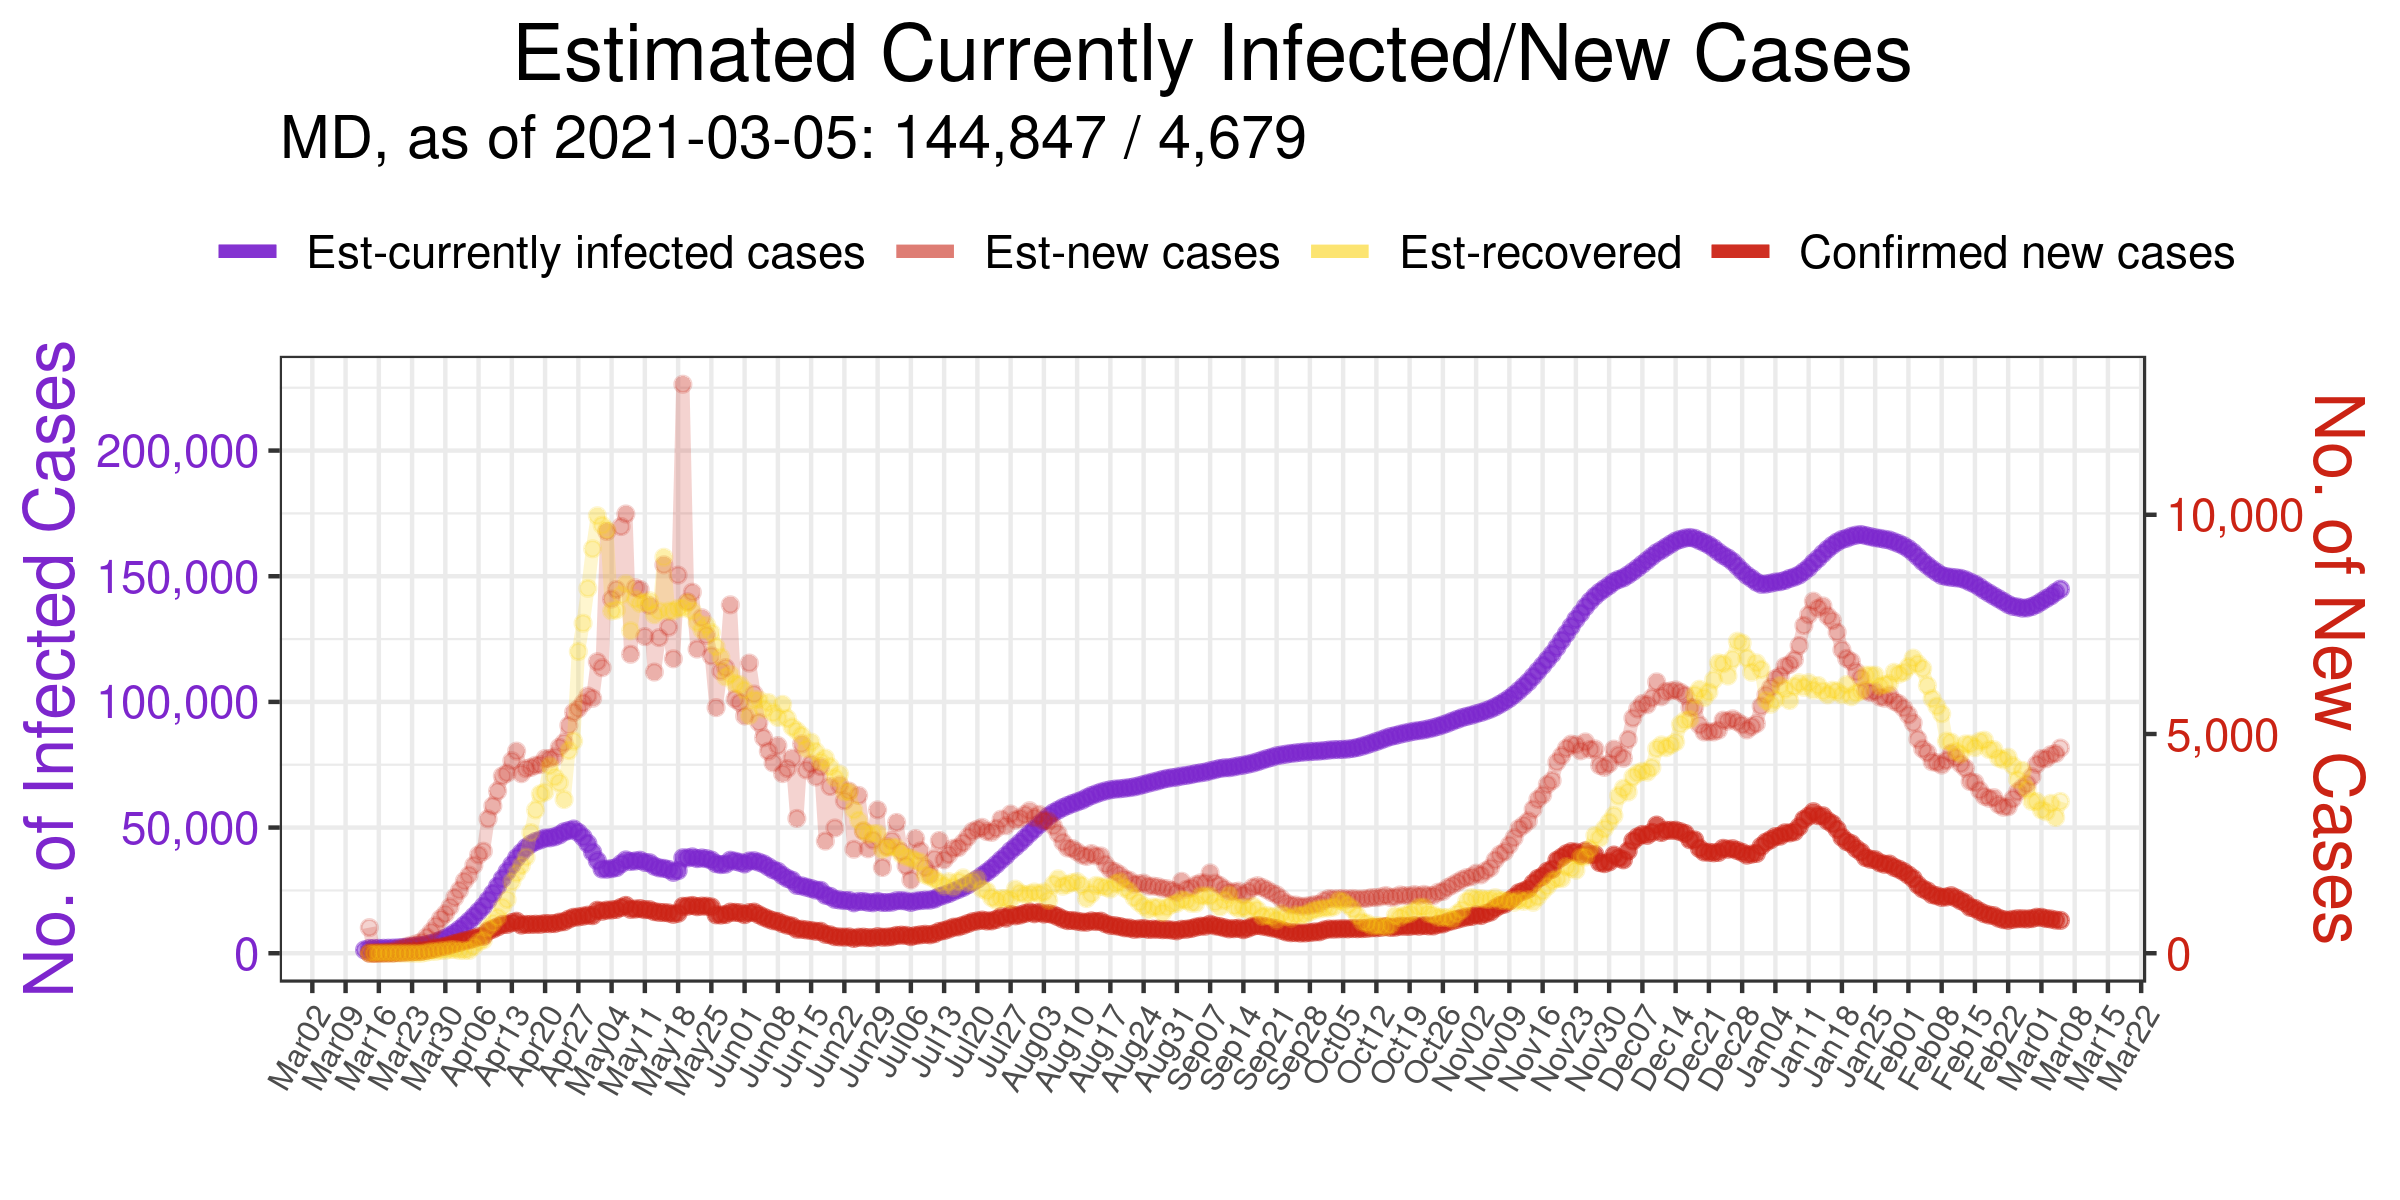 Estimated Currently Infected/New Cases
MD, as of 2021-03-05: 144,847 / 4,679
Est-currently infected cases Est-new cases Est-recovered Confirmed new cases
No. of Infected Cases
200,000
150,000
100,000
50,000
0
10,000
5,000
0
No. of New Cases
Mar02 Mar09 Mar16 Mar23 Mar30 Apr06 Apr13 Apr20 Apr27 May04 May11 May18 May25 Jun01 Jun08 Jun15 Jun22 Jun29 Jul06 Jul13 Jul20 Jul27 Aug03 Aug10 Aug17 Aug24 Aug31 Sep07 Sep14 Sep21 Sep28 Oct05 Oct12 Oct19 Oct26 Nov02 Nov09 Nov16 Nov23 Nov30 Dec07 Dec14 Dec21 Dec28 Jan04 Jan11 Jan18 Jan25 Feb01 Feb08 Feb15 Feb22 Mar01 Mar08 Mar15 Mar22